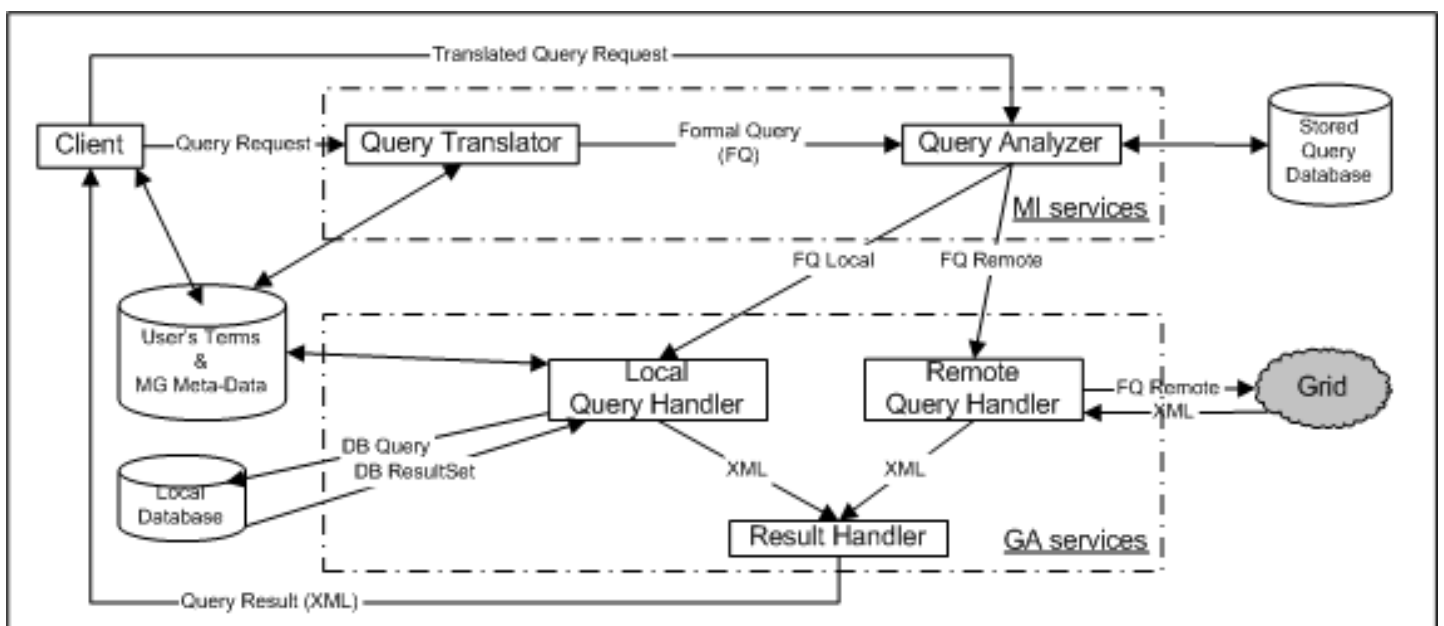 Translated Query Request
Client
Query Request
Query Translator
Formal Query
(FQ)
Query Analyzer
Stored
Query
Database
MI services
FQ Local
FQ Remote
User's Terms
&
MG Meta-Data
Local
Query Handler
Remote
Query Handler
FQ Remote
XML
Grid
DB Query
DB ResultSet
XML
XML
Local
Database
Result Handler
GA services
Query Result (XML)